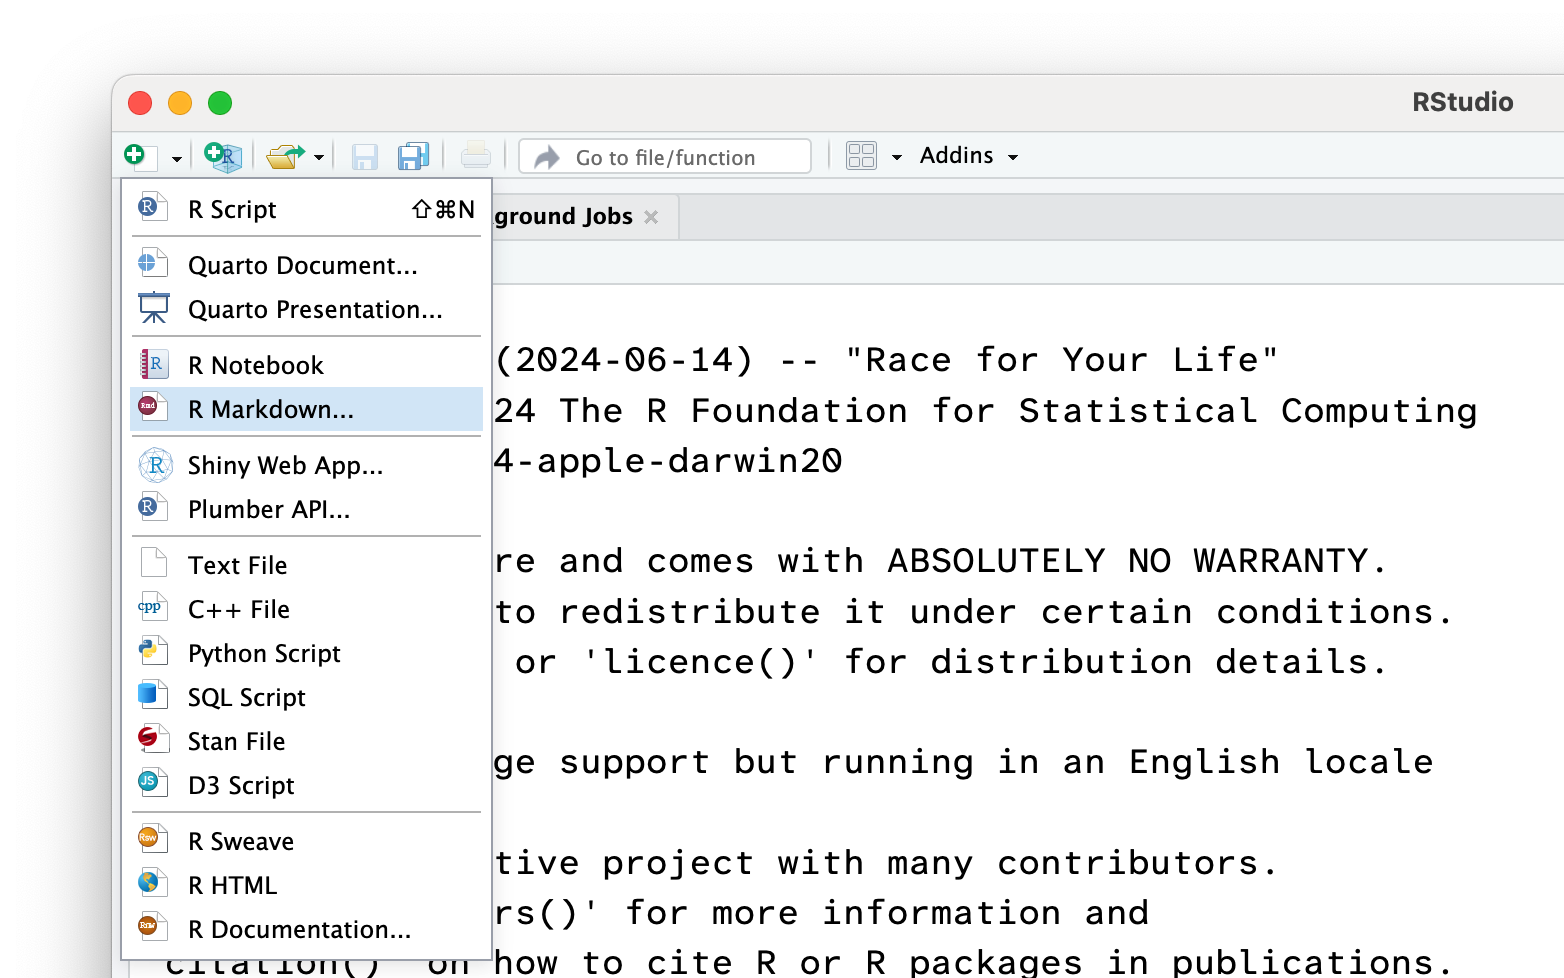 RStudio
Go to file/function
Addins
R Script ⇧⌘N
ground Jobs
Quarto Document...
Quarto Presentation...
R Notebook
R Markdown...
Shiny Web App...
Plumber API...
Text File
C++ File
Python Script
SQL Script
Stan File
D3 Script
R Sweave
R HTML
R Documentation...
(2024-06-14) -- "Race for Your Life"
24 The R Foundation for Statistical Computing
4-apple-darwin20
re and comes with ABSOLUTELY NO WARRANTY.
to redistribute it under certain conditions.
or 'licence()' for distribution details.
ge support but running in an English locale
tive project with many contributors.
rs()' for more information and
citation() on how to cite R or R packages in publications.